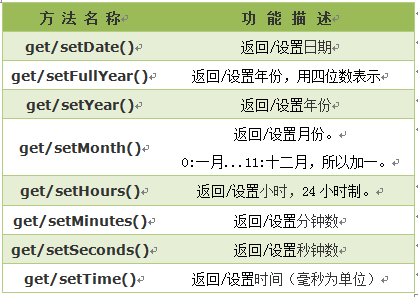 方 法 名 称 功 能 描 述
get/setDate() 返回/设置日期
get/setFullYear() 返回/设置年份，用四位数表示
get/setYear() 返回/设置年份
get/setMonth() 返回/设置月份。
0:一月...11:十二月，所以加一。
get/setHours() 返回/设置小时，24小时制。
get/setMinutes() 返回/设置分钟数
get/setSeconds() 返回/设置秒钟数
get/setTime() 返回/设置时间（毫秒为单位）